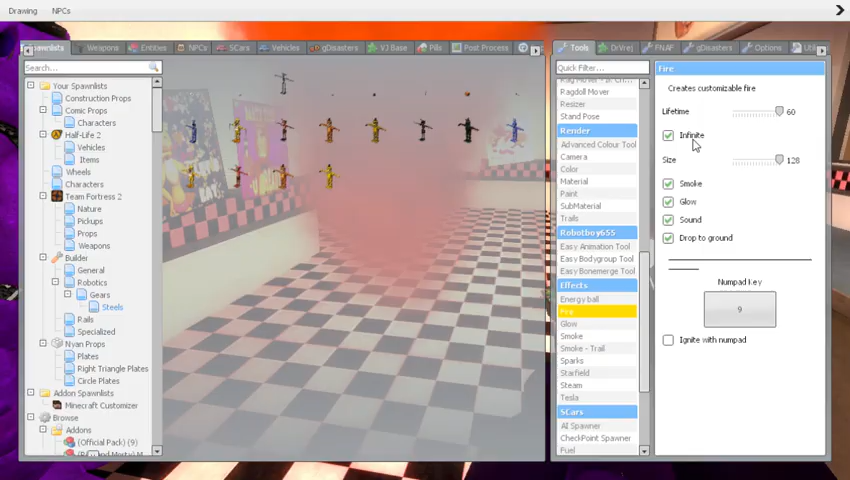 Drawing NPCs
Spawnlists Weapons Entities NPCs SCars Vehicles gDisasters VJ Base Pills Post Process
Search...
Your Spawnlists
Construction Props
Comic Props
Characters
Half-Life 2
Vehicles
Items
Wheels
Characters
Team Fortress 2
Nature
Pickups
Props
Weapons
Builder
General
Robotics
Gears
Steels
Rails
Specialized
Nyan Props
Plates
Right Triangle Plates
Circle Plates
Addon Spawnlists
Minecraft Customizer
Browse
Addons
(Official Pack) (9)
Tools DrVrej FNAF gDisasters Options Uti
Quick Filter...
Ragdoll Mover
Resizer
Stand Pose
Render
Advanced Colour Tool
Camera
Color
Material
Paint
SubMaterial
Trails
Robotboy655
Easy Animation Tool
Easy Bodygroup Tool
Easy Bonemerge Tool
Effects
Energy ball
Fire
Glow
Smoke
Smoke - Trail
Sparks
Starfield
Steam
Tesla
SCars
AI Spawner
CheckPoint Spawner
Fuel
Fire
Creates customizable fire
Lifetime 60
Infinite
Size 128
Smoke
Glow
Sound
Drop to ground
Numpad Key
9
Ignite with numpad